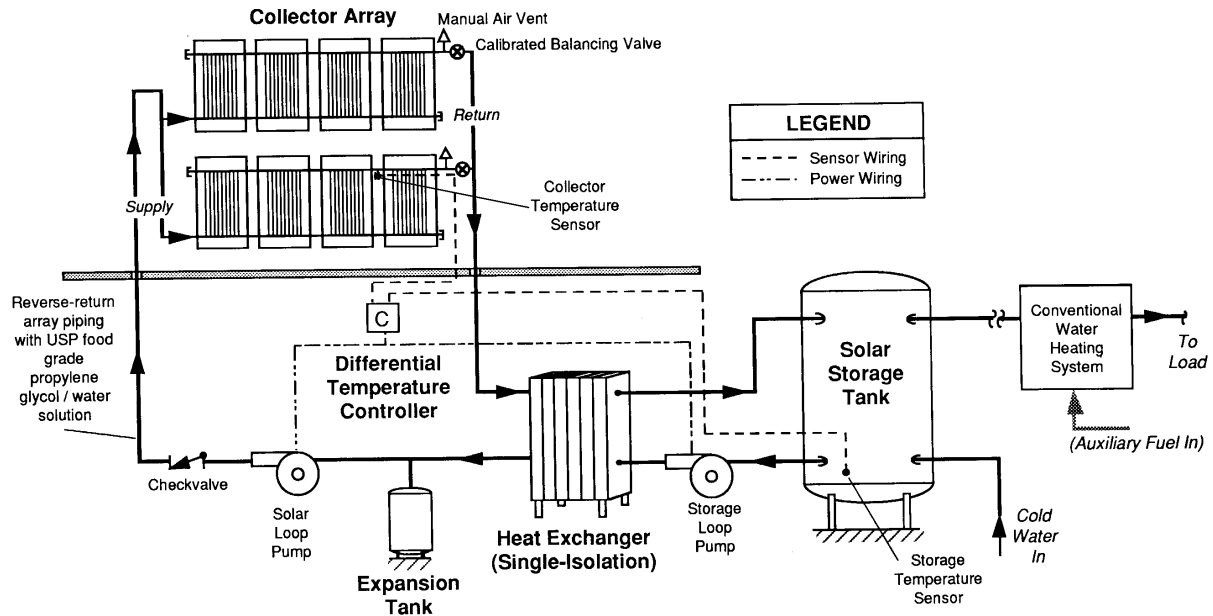 Collector Array
Manual Air Vent
Calibrated Balancing Valve
Return
Supply
Collector
Temperature
Sensor
LEGEND
Sensor Wiring
Power Wiring
Reverse-return
array piping
with USP food
grade
propylene
glycol / water
solution
C
Differential
Temperature
Controller
Solar
Storage
Tank
Conventional
Water
Heating
System
To
Load
(Auxiliary Fuel In)
Checkvalve
Solar
Loop
Pump
Expansion
Tank
Heat Exchanger
(Single-Isolation)
Storage
Loop
Pump
Storage
Temperature
Sensor
Cold
Water
In